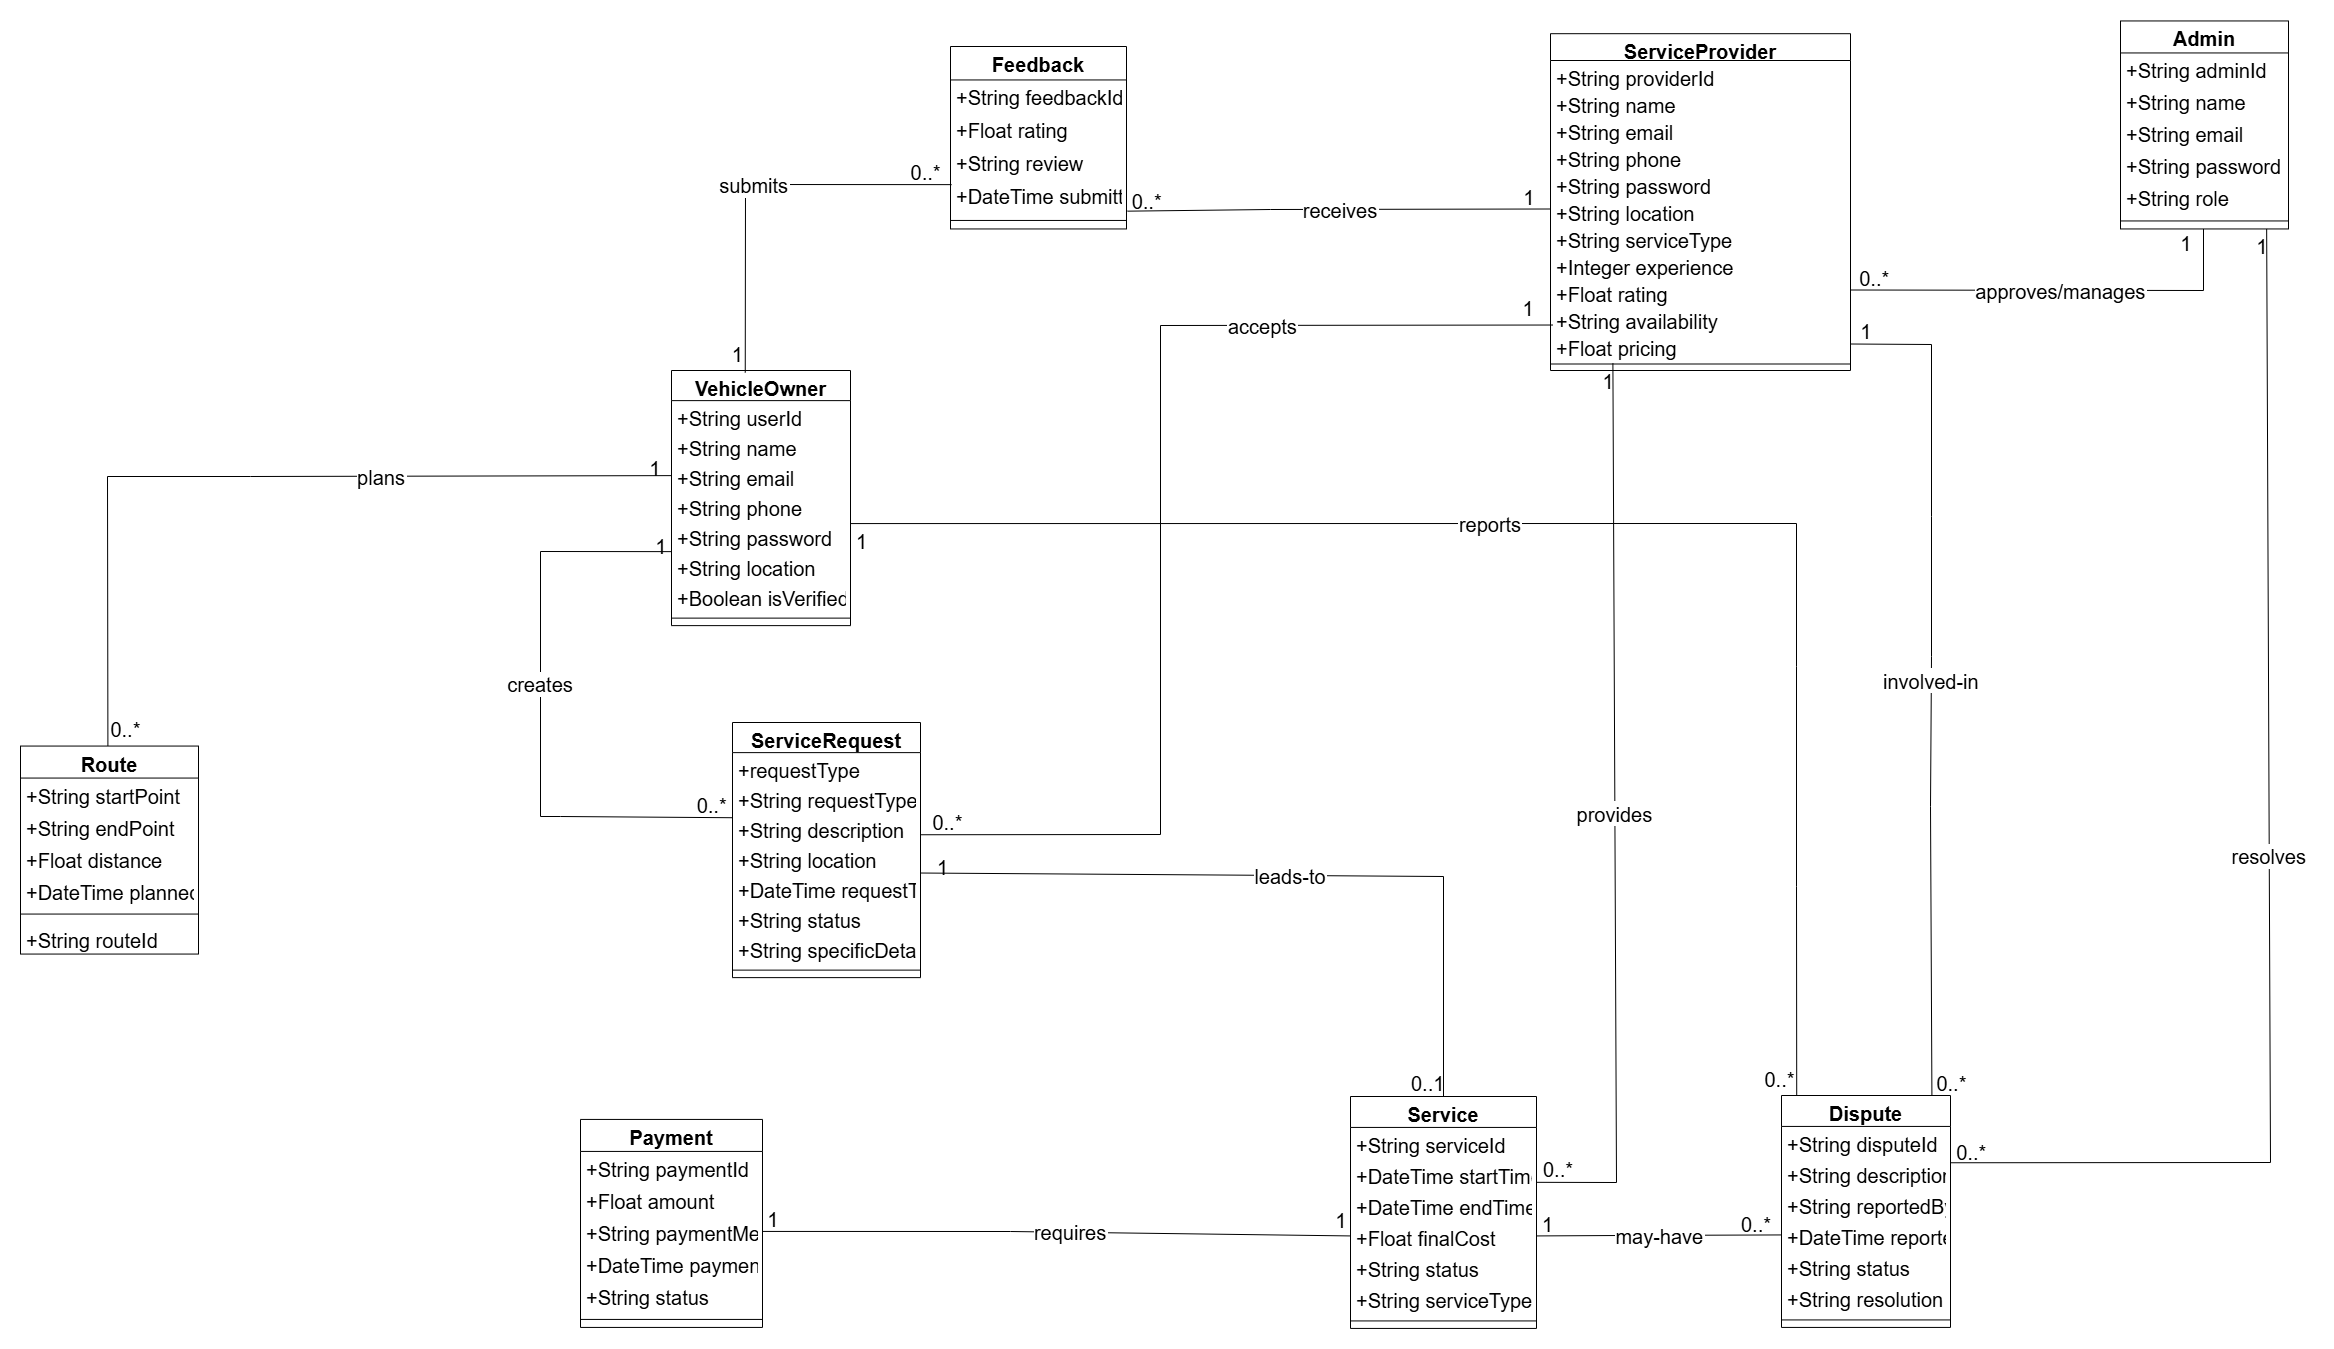 Feedback
+String feedbackId
+Float rating
+String review
+DateTime submitt
ServiceProvider
+String providerId
+String name
+String email
+String phone
+String password
+String location
+String serviceType
+Integer experience
+Float rating
+String availability
+Float pricing
Admin
+String adminId
+String name
+String email
+String password
+String role
submits
0..*
1
0..*
receives
1
1
1
0..*
approves/manages
accepts
1
1
1
VehicleOwner
+String userId
+String name
+String email
+String phone
+String password
+String location
+Boolean isVerified
plans
1
1
1
reports
creates
involved-in
0..*
Route
+String startPoint
+String endPoint
+Float distance
+DateTime planned
+String routeId
ServiceRequest
+requestType
+String requestType
+String description
+String location
+DateTime requestT
+String status
+String specificDeta
0..*
0..*
1
leads-to
provides
resolves
0..1
0..*
0..*
Payment
+String paymentId
+Float amount
+String paymentMe
+DateTime paymen
+String status
1
requires
1
Service
+String serviceId
+DateTime startTim
+DateTime endTime
+Float finalCost
+String status
+String serviceType
0..*
1
may-have
0..*
Dispute
+String disputeId
+String description
+String reportedB
+DateTime reporte
+String status
+String resolution
0..*